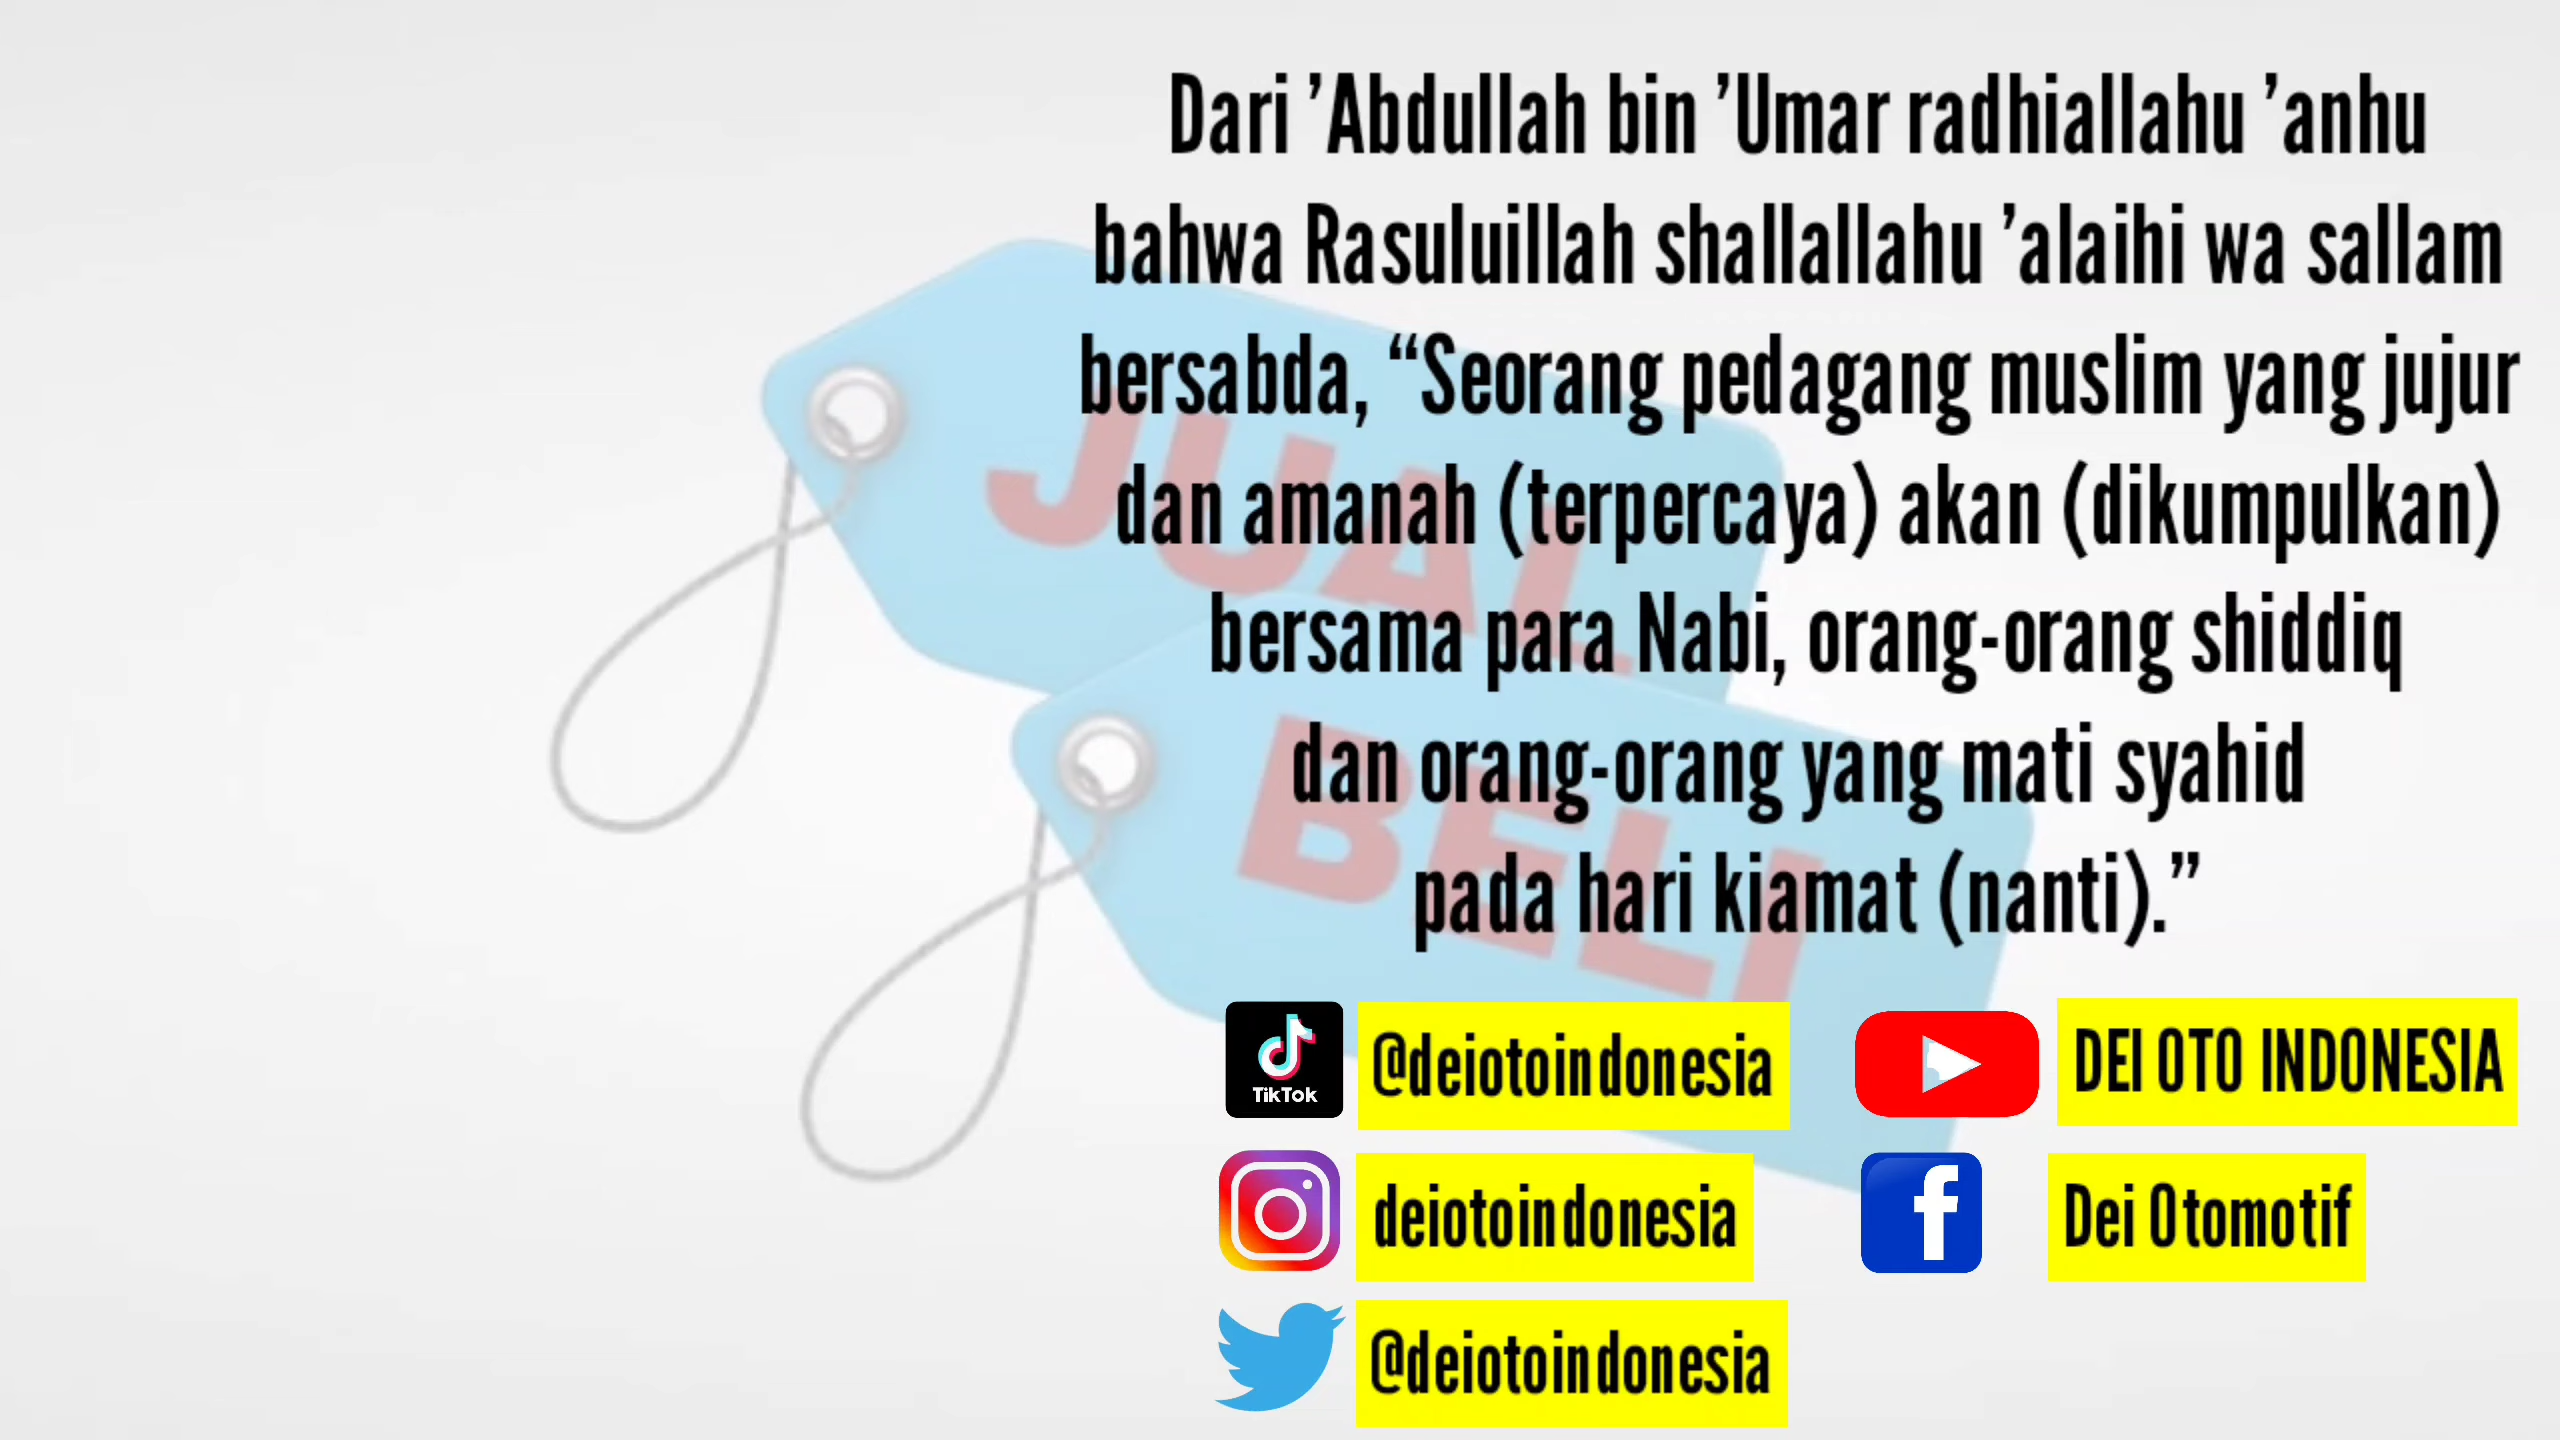 Dari ’Abdullah bin ’Umar radhiallahu ’anhu
bahwa Rasuluillah shallallahu ’alaihi wa sallam
bersabda, “Seorang pedagang muslim yang jujur
dan amanah (terpercaya) akan (dikumpulkan)
bersama para Nabi, orang-orang shiddiq
dan orang-orang yang mati syahid
pada hari kiamat (nanti).”
JUAL
BELI
TikTok
@deiotoindonesia
DEI OTO INDONESIA
deiotoindonesia
Dei Otomotif
@deiotoindonesia